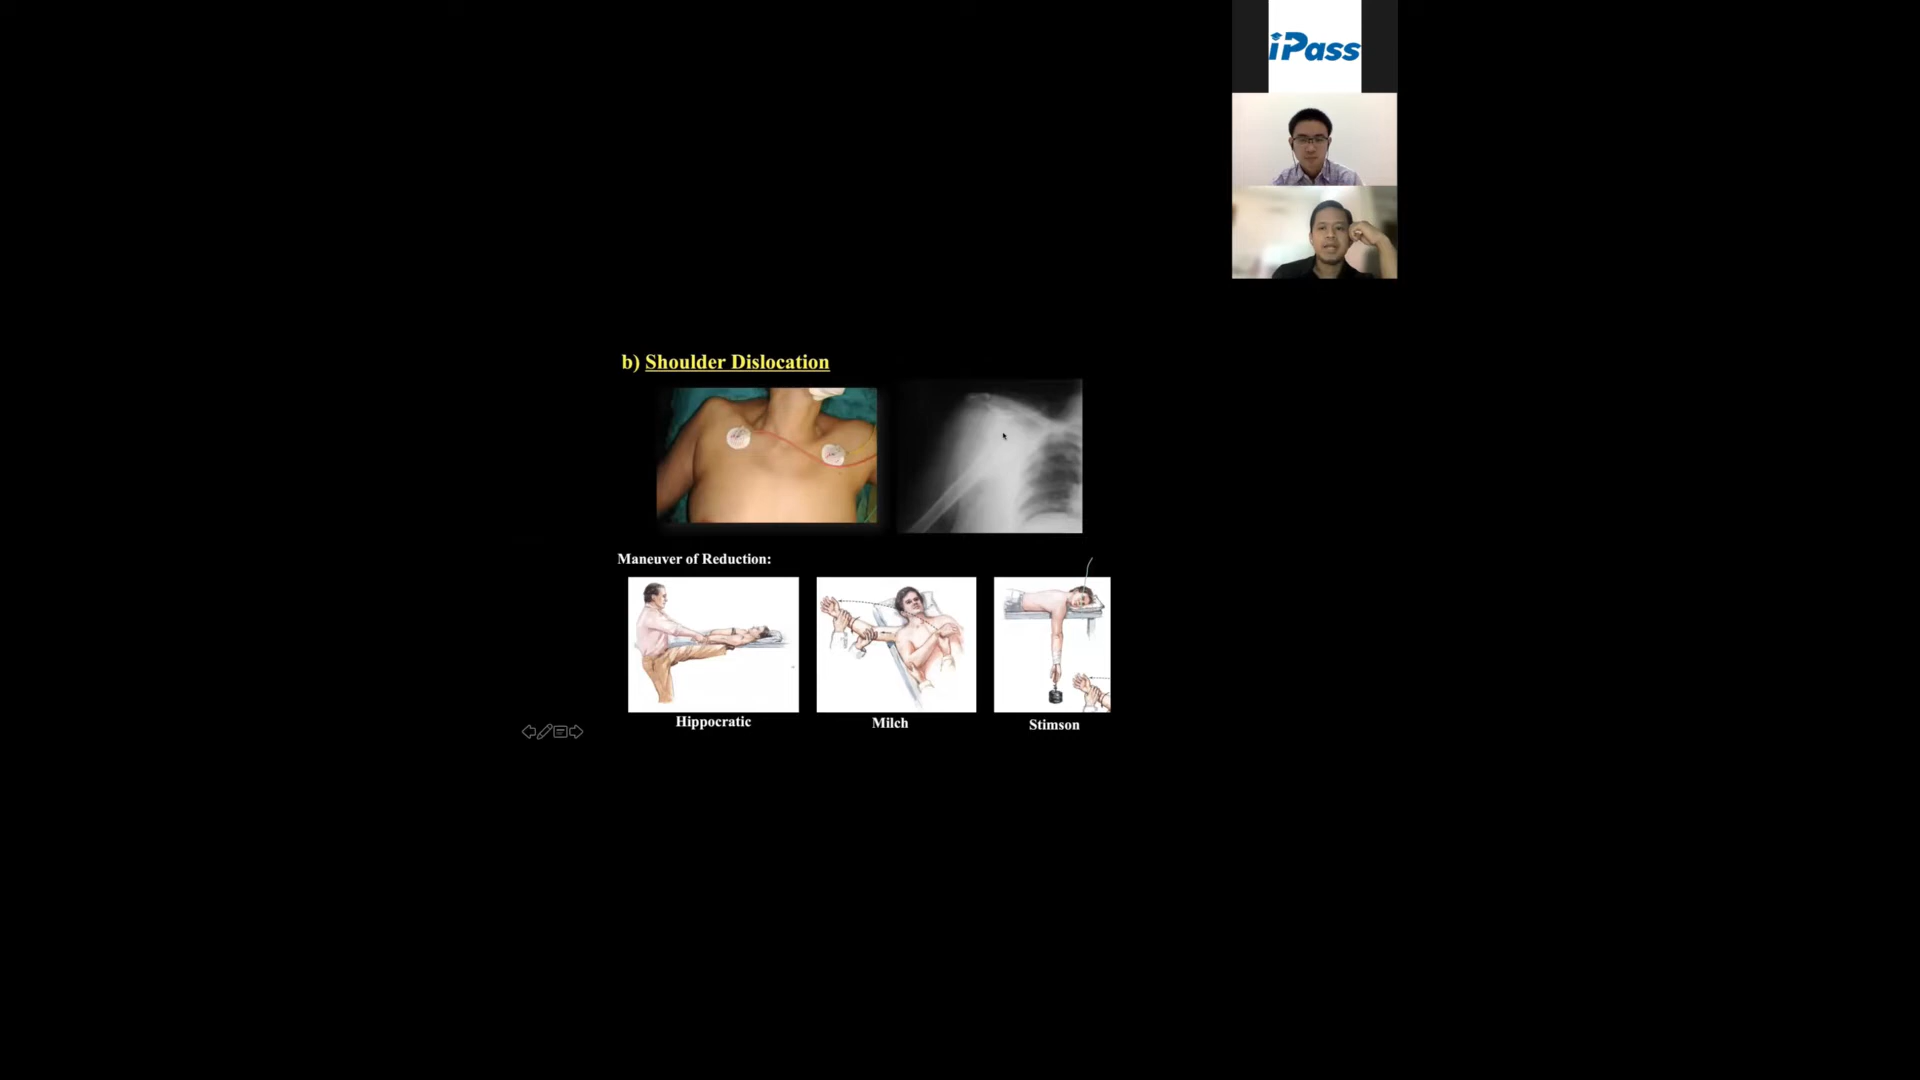 iPass
b) Shoulder Dislocation
Maneuver of Reduction:
Hippocratic
Milch
Stimson